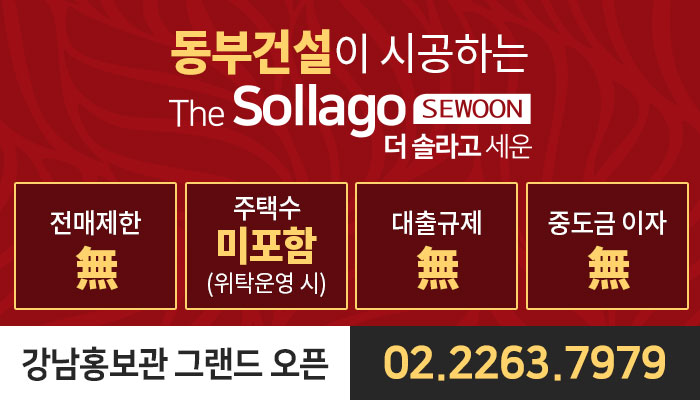 동부건설이 시공하는
The Sollago SEWOON
더 솔라고 세운
전매제한
無
주택수
미포함
(위탁운영 시)
대출규제
無
중도금 이자
無
강남홍보관 그랜드 오픈
02.2263.7979